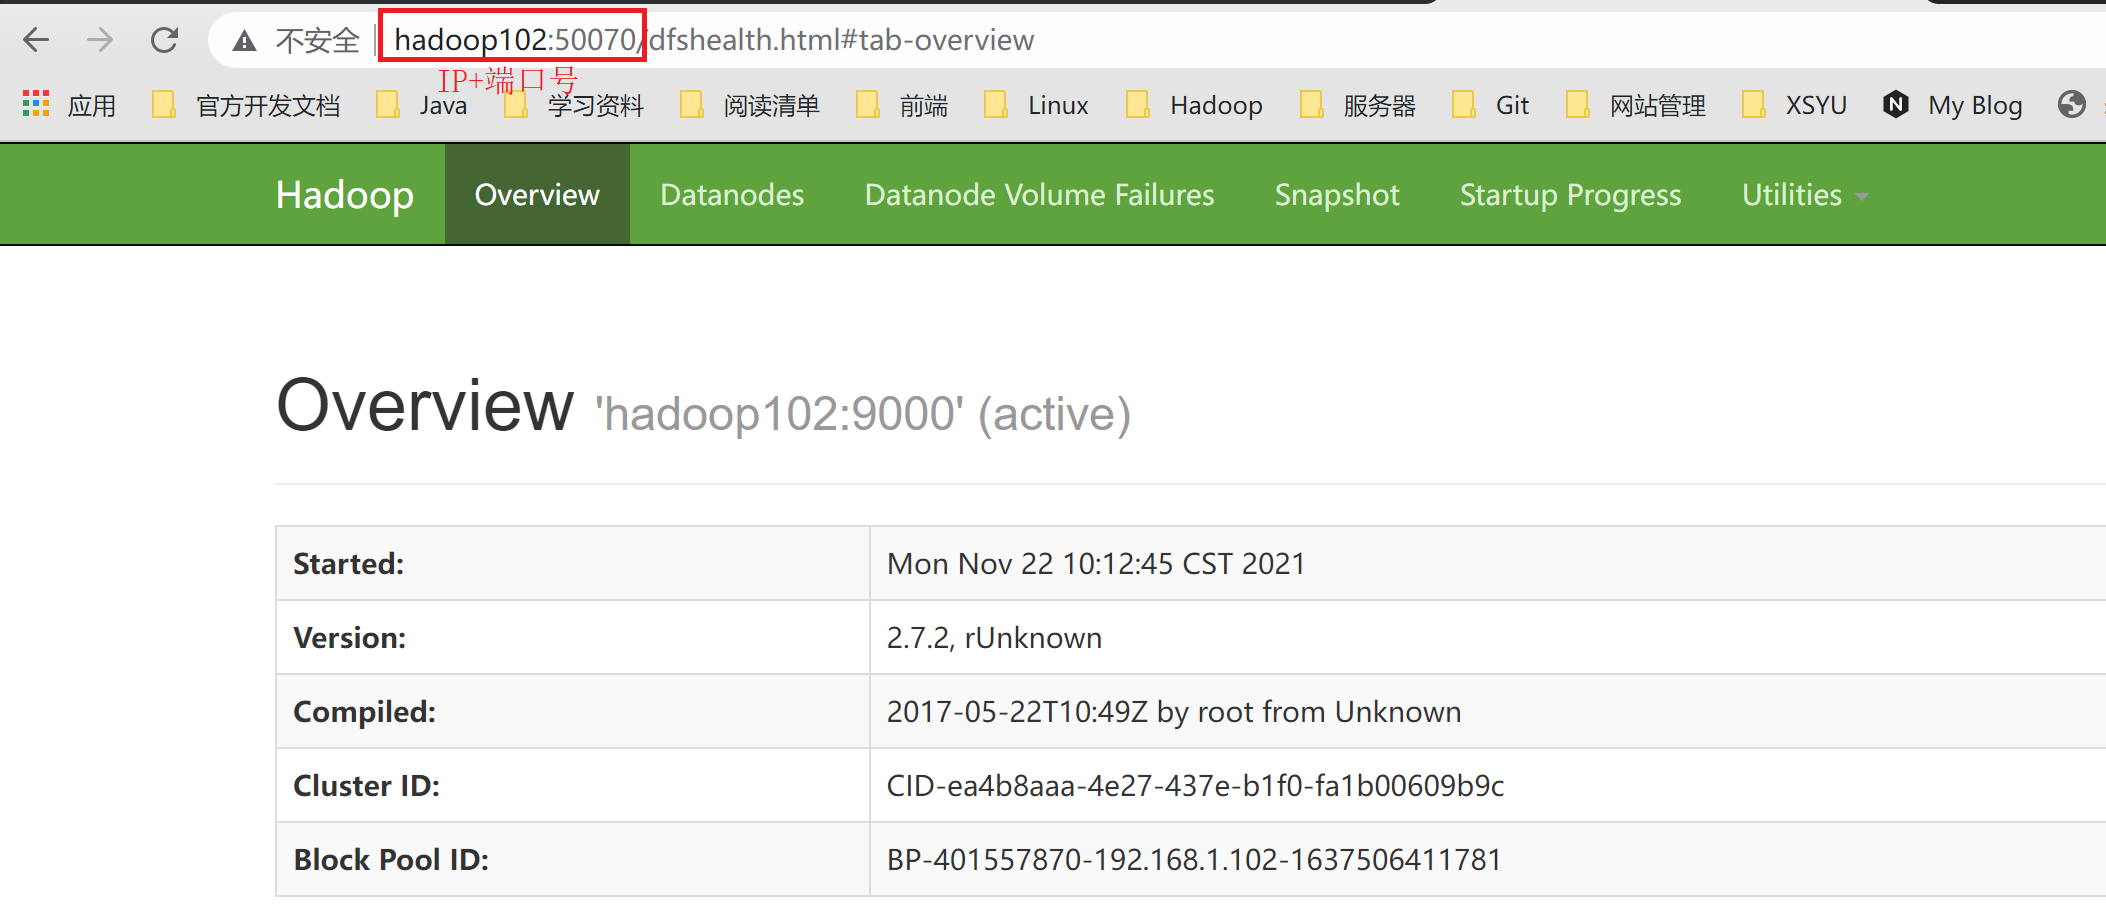 不安全 hadoop102:50070/dfshealth.html#tab-overview
IP+端口号
应用 官方开发文档 Java 学习资料 阅读清单 前端 Linux Hadoop 服务器 Git 网站管理 XSYU My Blog
Hadoop Overview Datanodes Datanode Volume Failures Snapshot Startup Progress Utilities
Overview 'hadoop102:9000' (active)
Started: Mon Nov 22 10:12:45 CST 2021
Version: 2.7.2, rUnknown
Compiled: 2017-05-22T10:49Z by root from Unknown
Cluster ID: CID-ea4b8aaa-4e27-437e-b1f0-fa1b00609b9c
Block Pool ID: BP-401557870-192.168.1.102-1637506411781